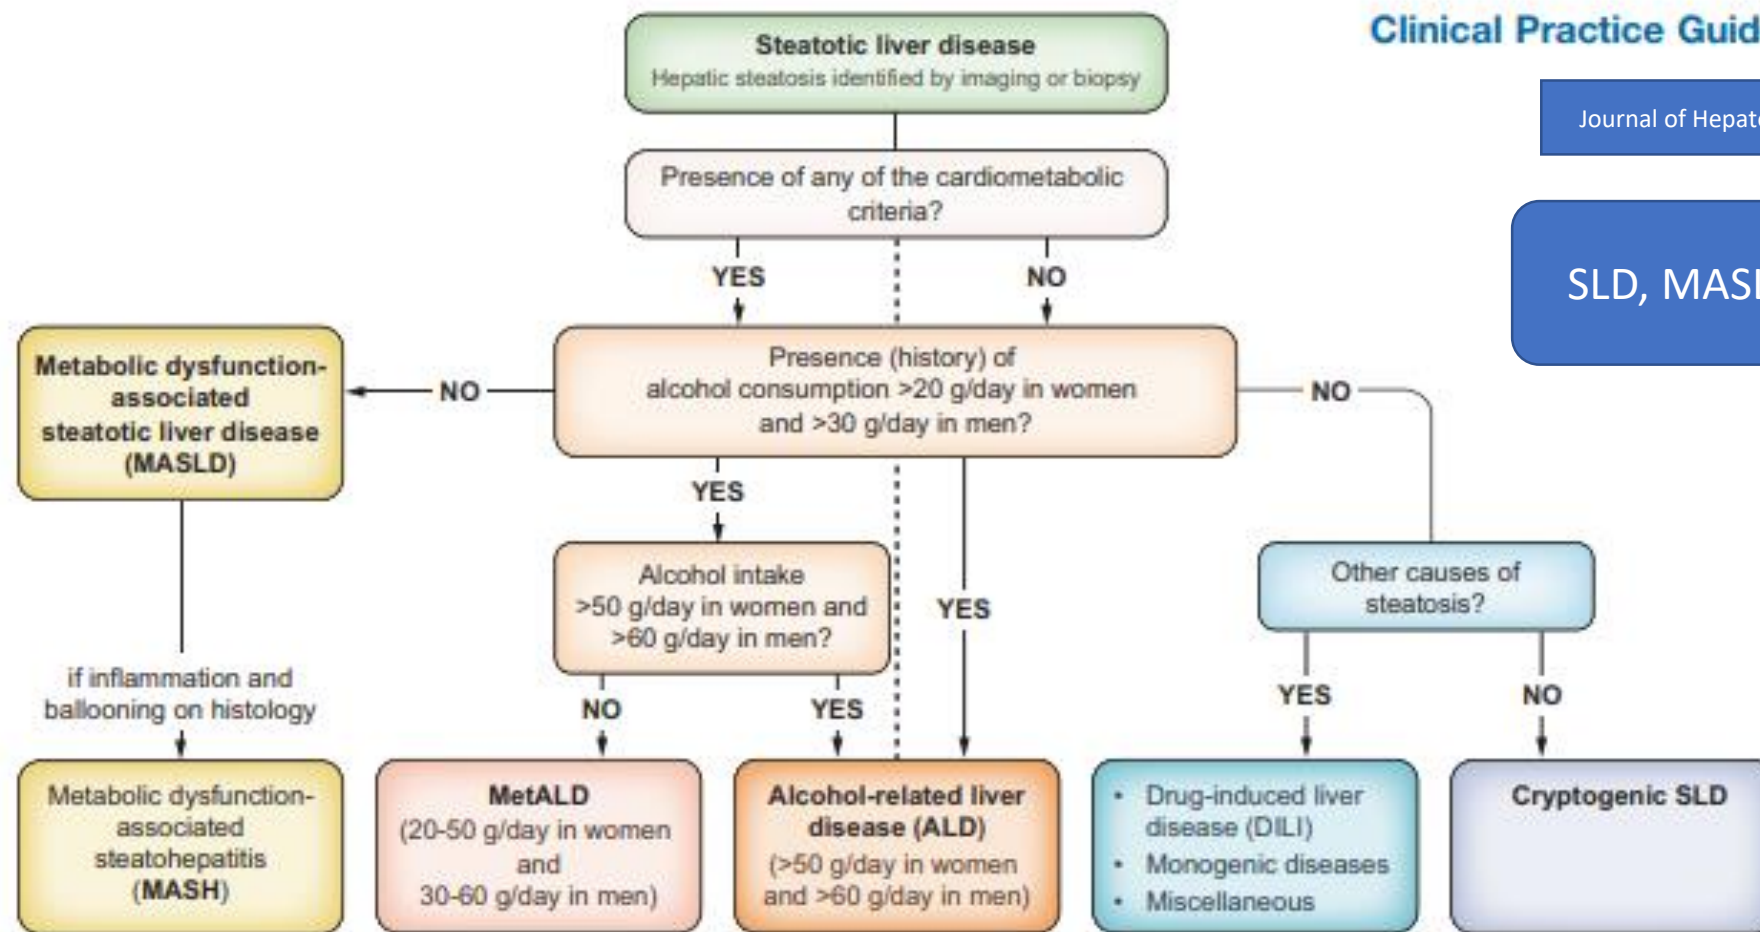 Clinical Practice Guid
Journal of Hepat
SLD, MASL
Steatotic liver disease
Hepatic steatosis identified by imaging or biopsy
Presence of any of the cardiometabolic
criteria?
YES
NO
Presence (history) of
alcohol consumption >20 g/day in women
and >30 g/day in men?
NO
NO
Metabolic dysfunction-
associated
steatotic liver disease
(MASLD)
YES
YES
Alcohol intake
>50 g/day in women and
>60 g/day in men?
Other causes of
steatosis?
if inflammation and
ballooning on histology
NO
YES
YES
NO
Metabolic dysfunction-
associated
steatohepatitis
(MASH)
MetALD
(20-50 g/day in women
and
30-60 g/day in men)
Alcohol-related liver
disease (ALD)
(>50 g/day in women
and >60 g/day in men)
• Drug-induced liver
disease (DILI)
• Monogenic diseases
• Miscellaneous
Cryptogenic SLD